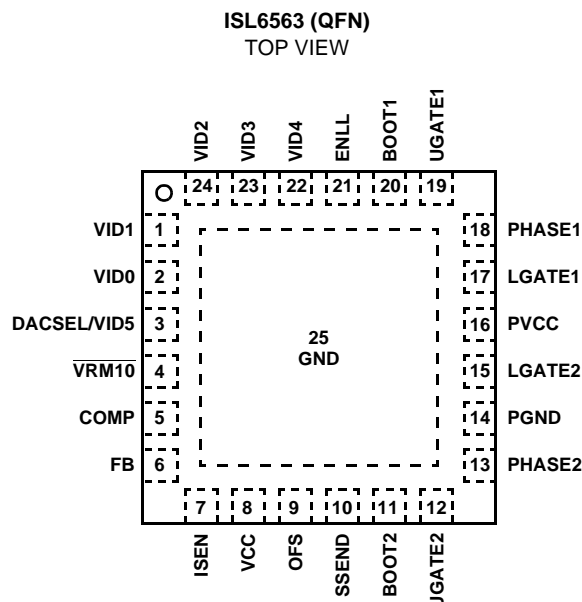 ISL6563 (QFN)
TOP VIEW
VID2
VID3
VID4
ENLL
BOOT1
UGATE1
24
23
22
21
20
19
VID1
1
18
PHASE1
VID0
2
17
LGATE1
DACSEL/VID5
3
16
PVCC
VRM10
4
15
LGATE2
COMP
5
14
PGND
FB
6
13
PHASE2
25
GND
7
8
9
10
11
12
ISEN
VCC
OFS
SSEND
BOOT2
UGATE2